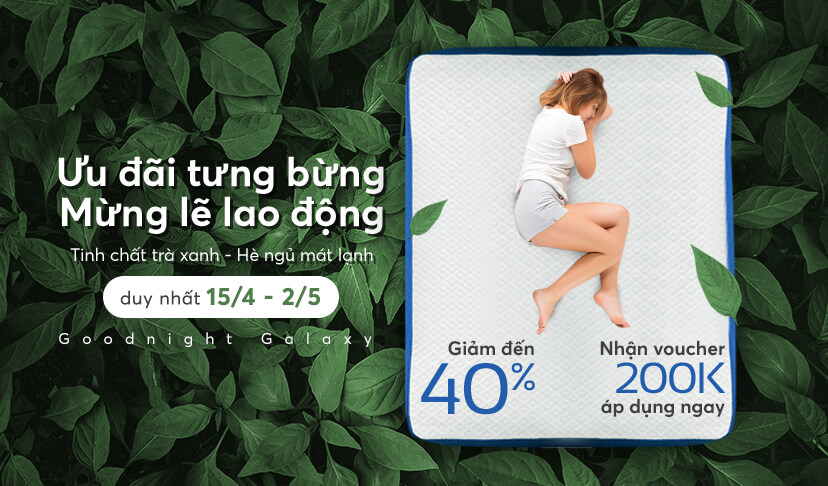 Ưu đãi tưng bừng
Mừng lễ lao động
Tinh chất trà xanh - Hè ngủ mát lạnh
duy nhất 15/4 - 2/5
Goodnight Galaxy
Giảm đến
40%
Nhận voucher
200K
áp dụng ngay